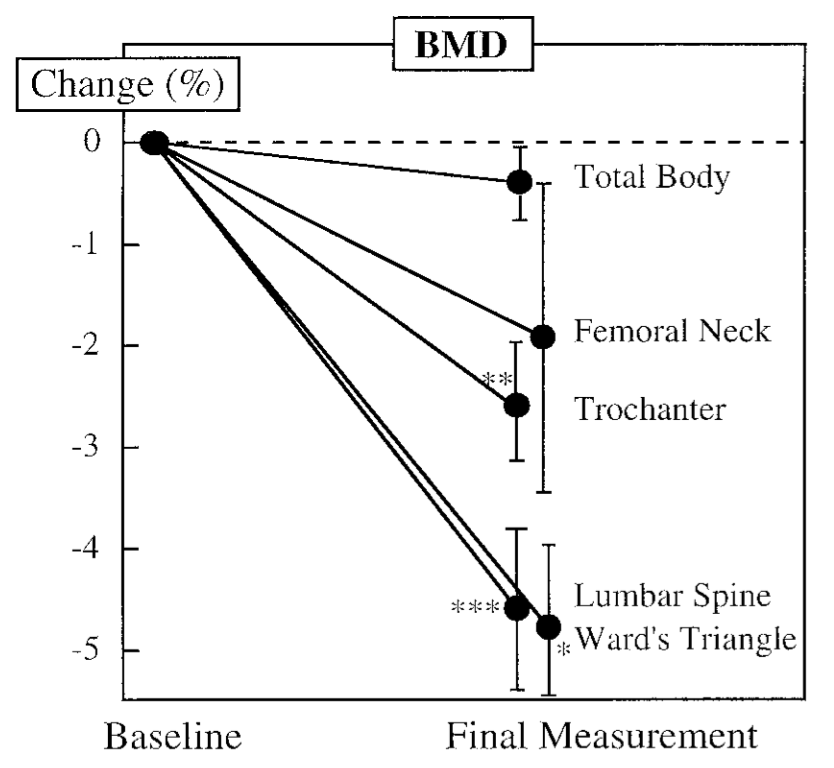 BMD
Change (%)
0
Total Body
-1
Femoral Neck
-2
**
Trochanter
-3
-4
Lumbar Spine
***
* Ward's Triangle
-5
Baseline Final Measurement